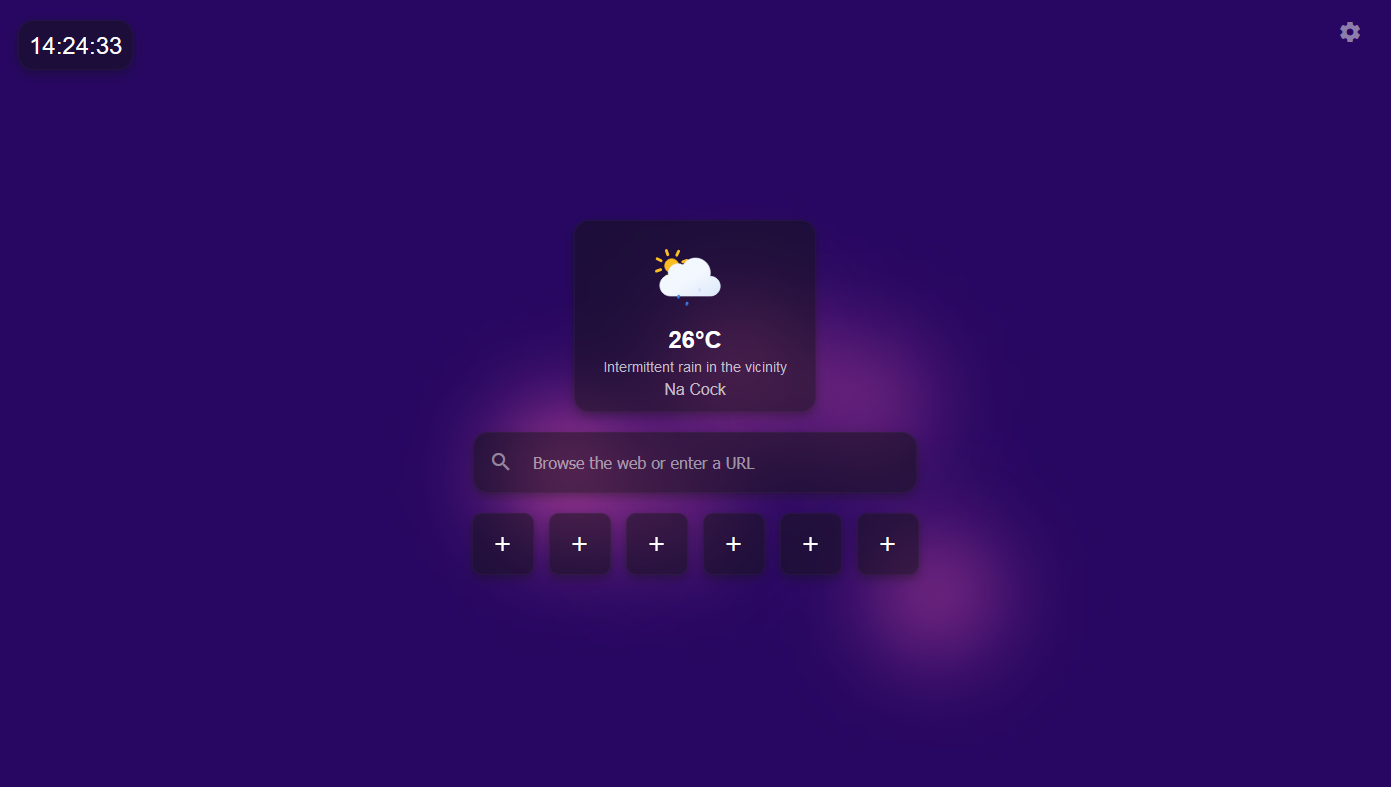 14:24:33
26°C
Intermittent rain in the vicinity
Na Cock
Browse the web or enter a URL
+ + + + + +